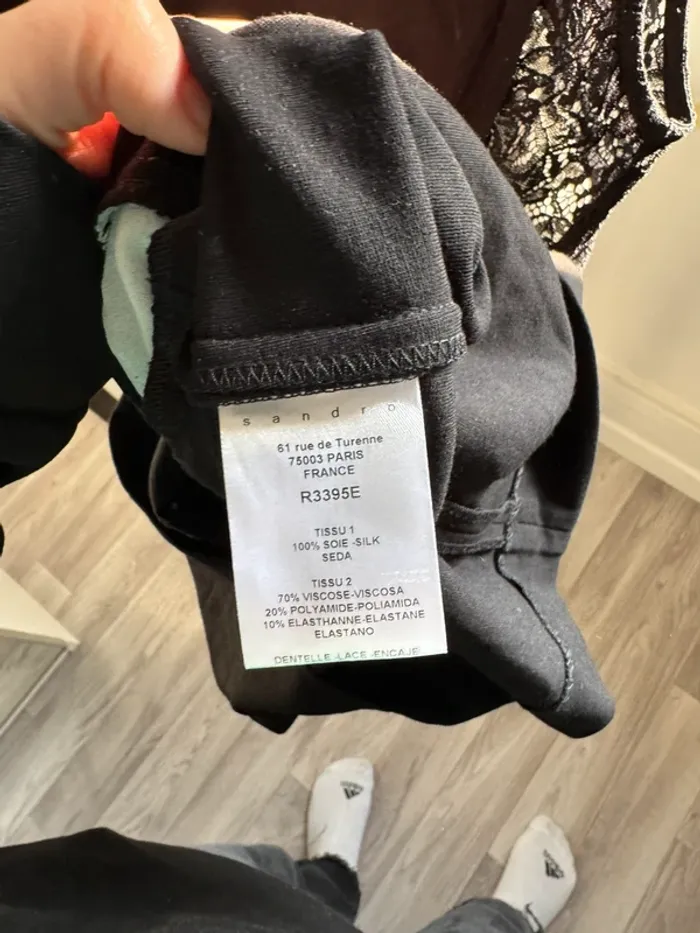 sandro
61 rue de Turenne
75003 PARIS
FRANCE
R3395E
TISSU 1
100% SOIE -SILK
SEDA
TISSU 2
70% VISCOSE-VISCOSA
20% POLYAMIDE-POLIAMIDA
10% ELASTHANNE-ELASTANE
ELASTANO
DENTELLE -LACE -ENCAJE